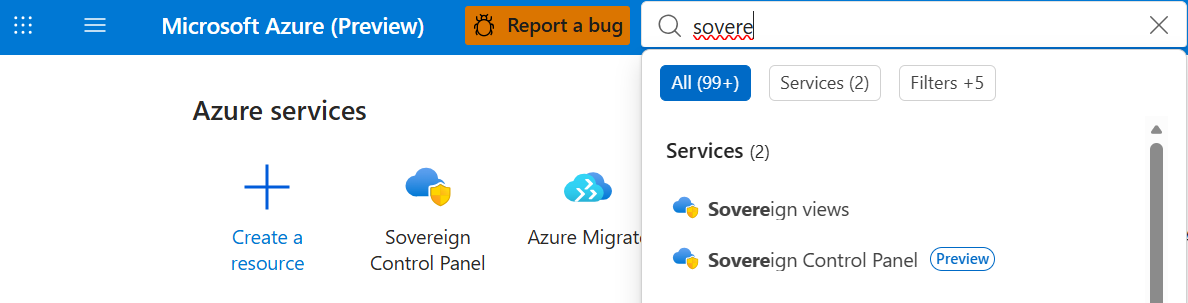 Microsoft Azure (Preview)
Report a bug
sovere
All (99+)
Services (2)
Filters +5
Azure services
Services (2)
Create a
resource
Sovereign
Control Panel
Azure Migrat
Sovereign views
Sovereign Control Panel Preview